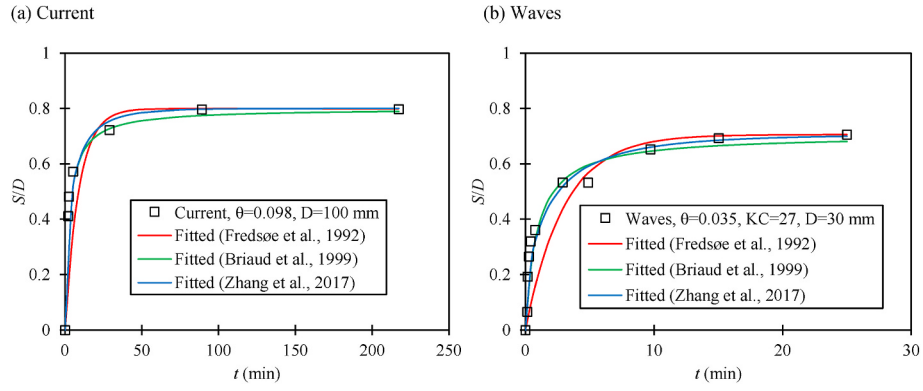 (a) Current
1
0.8
0.6
0.4
0.2
0
S/D
Current, θ=0.098, D=100 mm
Fitted (Fredsøe et al., 1992)
Fitted (Briaud et al., 1999)
Fitted (Zhang et al., 2017)
0 50 100 150 200 250
t (min)
(b) Waves
1
0.8
0.6
0.4
0.2
0
S/D
Waves, θ=0.035, KC=27, D=30 mm
Fitted (Fredsøe et al., 1992)
Fitted (Briaud et al., 1999)
Fitted (Zhang et al., 2017)
0 10 20 30
t (min)